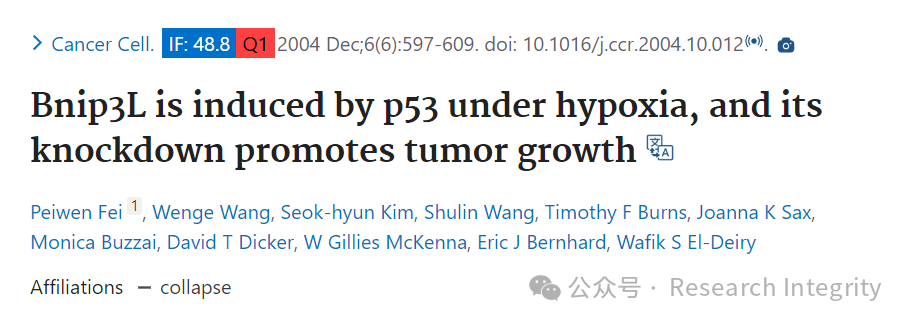 Cancer Cell. IF: 48.8 Q1 2004 Dec;6(6):597-609. doi: 10.1016/j.ccr.2004.10.012.
Bnip3L is induced by p53 under hypoxia, and its
knockdown promotes tumor growth
Peiwen Fei 1, Wenge Wang, Seok-hyun Kim, Shulin Wang, Timothy F Burns, Joanna K Sax,
Monica Buzzai, David T Dicker, W Gillies McKenna, Eric J Bernhard, Wafik S El-Deiry
Affiliations — collapse
公众号 · Research Integrity